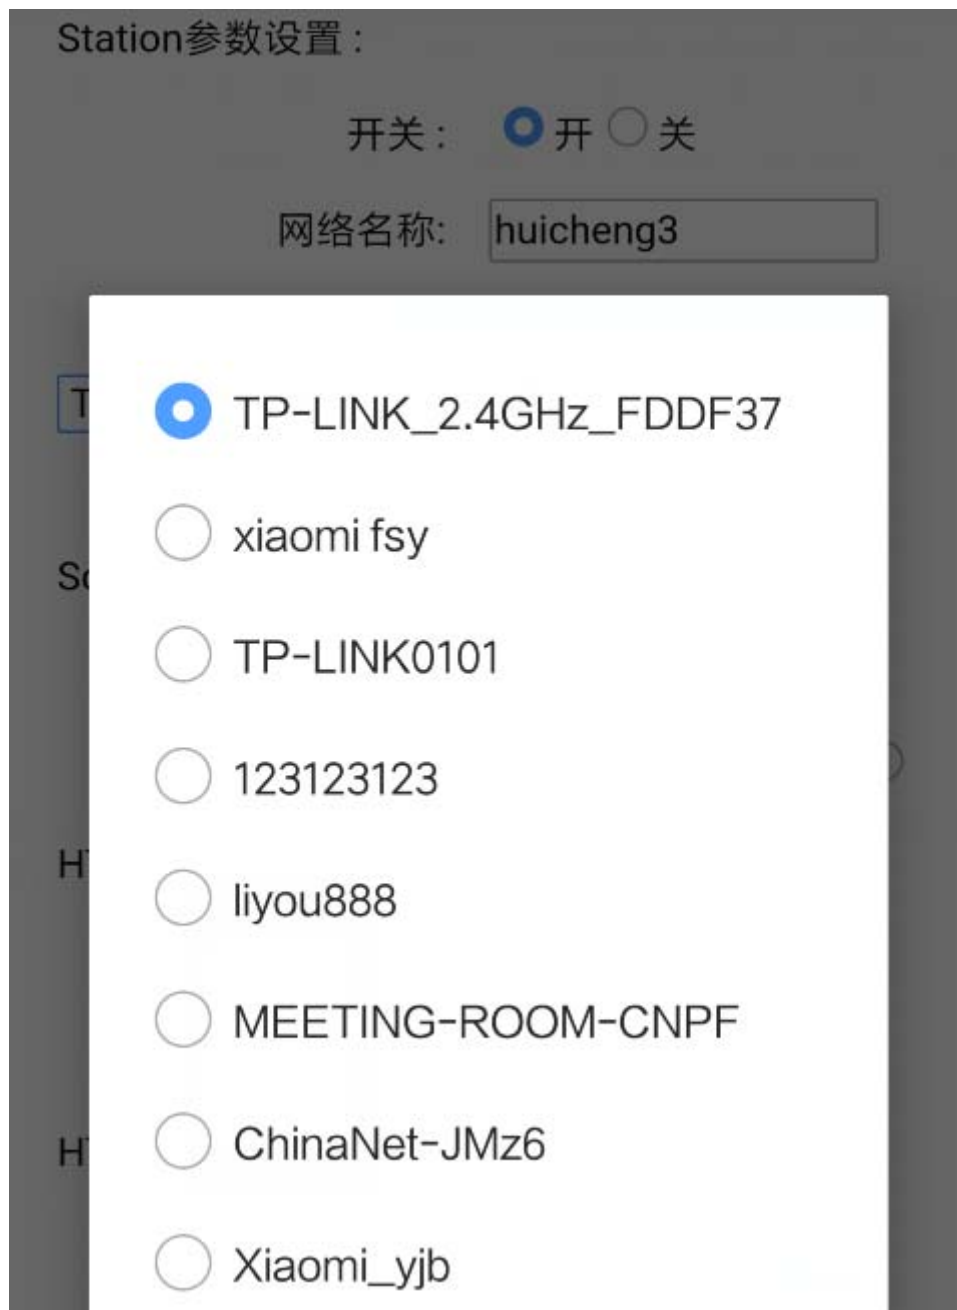 Station参数设置：
开关： 开 关
网络名称: huicheng3
TP-LINK_2.4GHz_FDDF37
xiaomi fsy
TP-LINK0101
123123123
liyou888
MEETING-ROOM-CNPF
ChinaNet-JMz6
Xiaomi_yjb